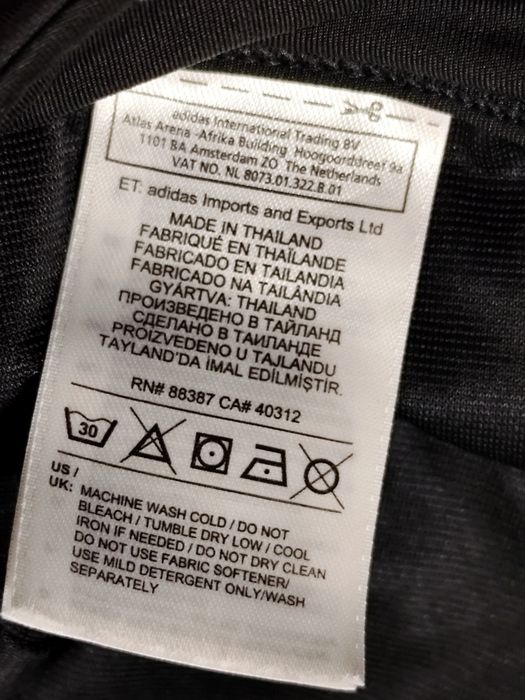 adidas International Trading BV
Atlas Arena -Afrika Building Hoogoorddreef 9a
1101 BA Amsterdam ZO The Netherlands
VAT NO. NL 8073.01.322.B.01
ET. adidas Imports and Exports Ltd
MADE IN THAILAND
FABRIQUÉ EN THAÏLANDE
FABRICADO EN TAILANDIA
FABRICADO NA TAILÂNDIA
GYÁRTVA: THAILAND
ПРОИЗВЕДЕНО В ТАЙЛАНД
СДЕЛАНО В ТАИЛАНДЕ
PROIZVEDENO U TAJLANDU
TAYLAND'DA İMAL EDİLMİŞTİR.
RN# 88387 CA# 40312
30
US /
UK: MACHINE WASH COLD / DO NOT
BLEACH / TUMBLE DRY LOW / COOL
IRON IF NEEDED / DO NOT DRY CLEAN
DO NOT USE FABRIC SOFTENER/
USE MILD DETERGENT ONLY/WASH
SEPARATELY